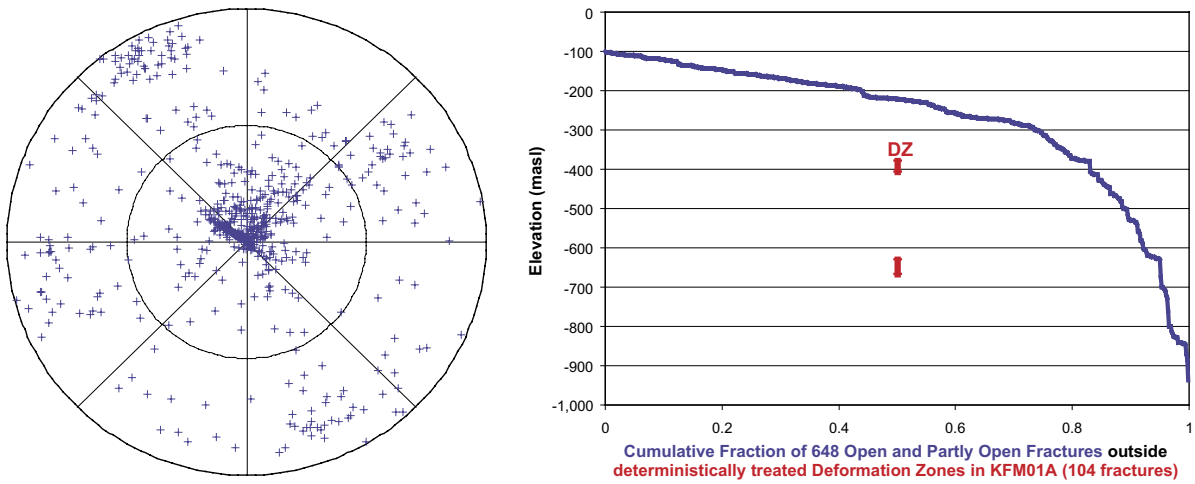 0
-100
-200
-300
-400
-500
-600
-700
-800
-900
-1,000
Elevation (masl)
DZ
0 0.2 0.4 0.6 0.8 1
Cumulative Fraction of 648 Open and Partly Open Fractures outside
deterministically treated Deformation Zones in KFM01A (104 fractures)